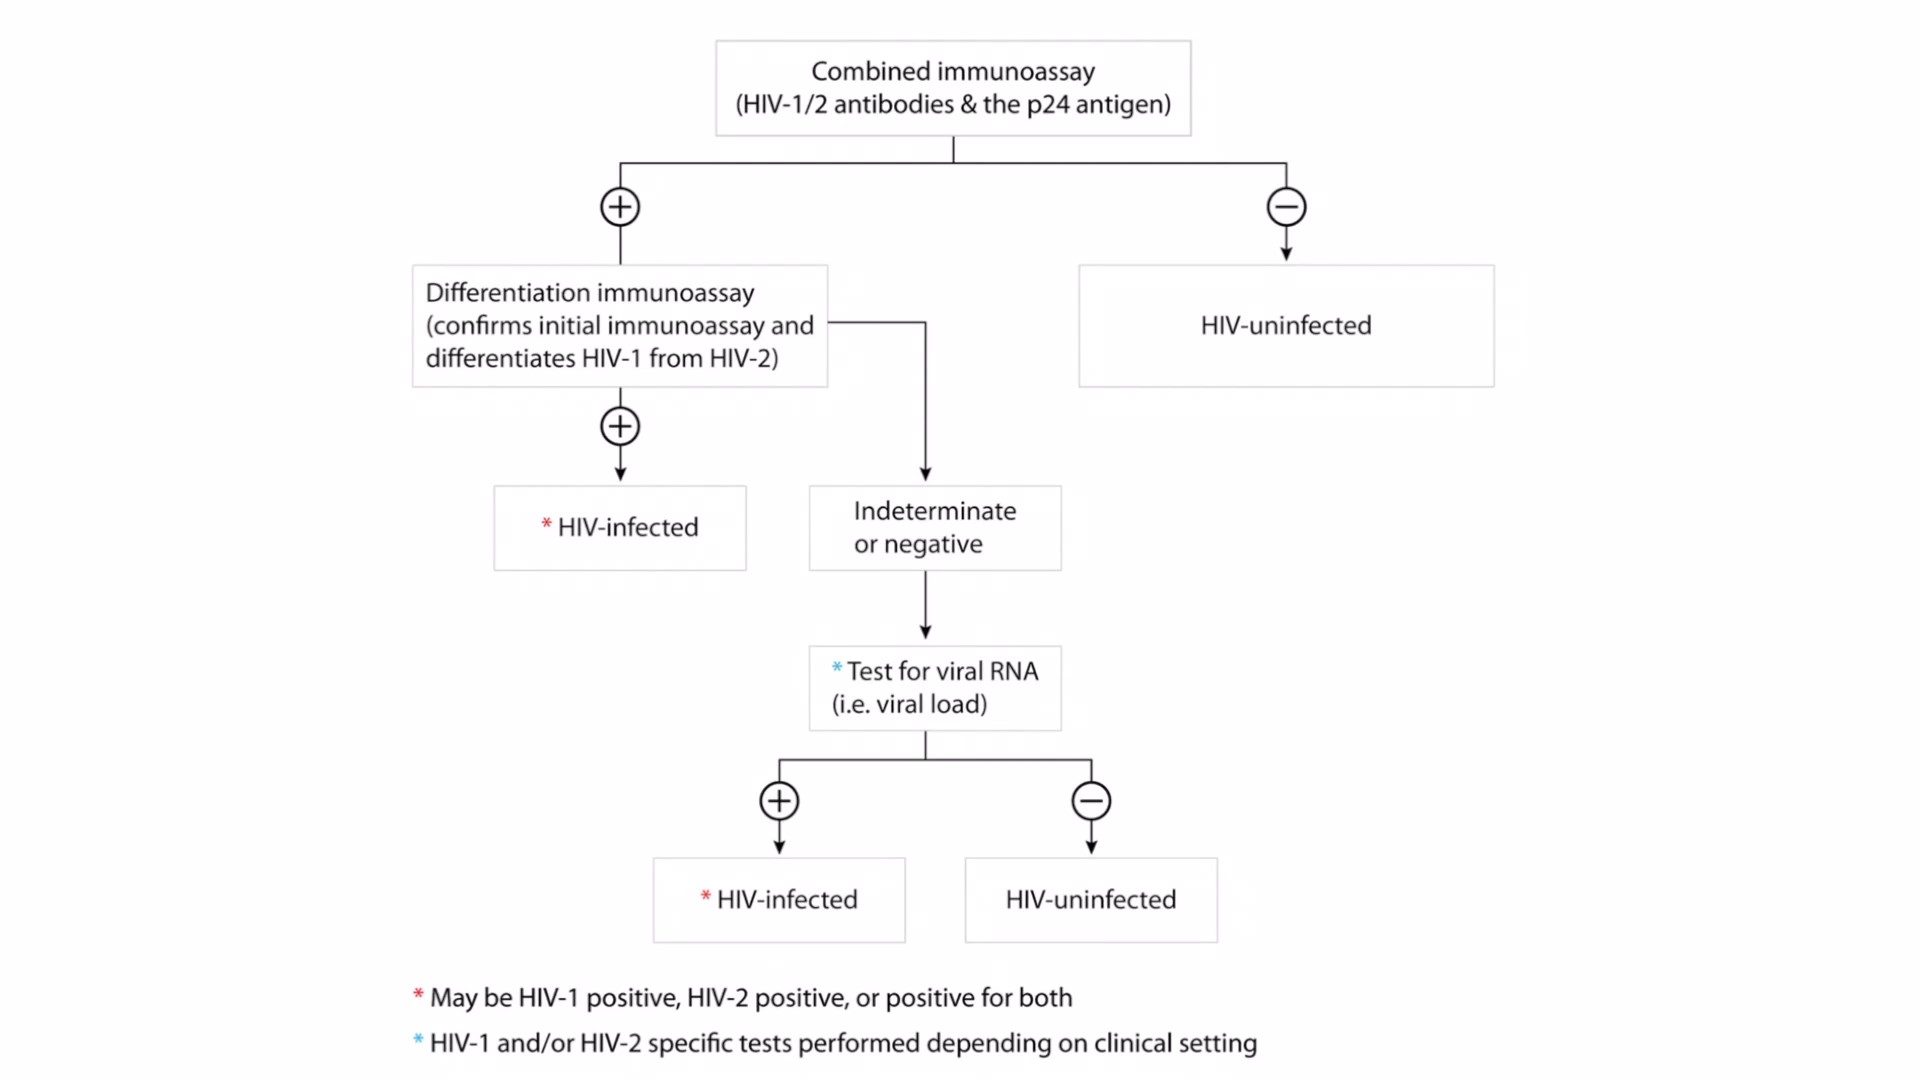 Combined immunoassay
(HIV-1/2 antibodies & the p24 antigen)
Differentiation immunoassay
(confirms initial immunoassay and
differentiates HIV-1 from HIV-2)
HIV-uninfected
* HIV-infected
Indeterminate
or negative
* Test for viral RNA
(i.e. viral load)
* HIV-infected
HIV-uninfected
* May be HIV-1 positive, HIV-2 positive, or positive for both
* HIV-1 and/or HIV-2 specific tests performed depending on clinical setting